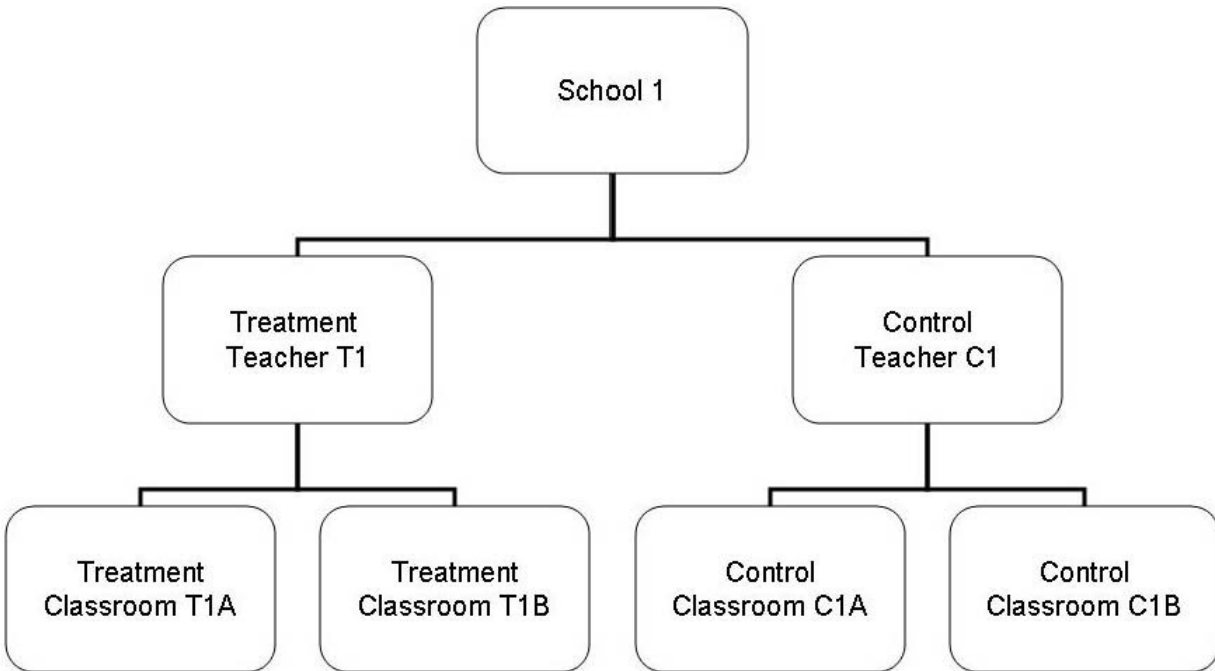 School 1
Treatment
Teacher T1
Control
Teacher C1
Treatment
Classroom T1A
Treatment
Classroom T1B
Control
Classroom C1A
Control
Classroom C1B